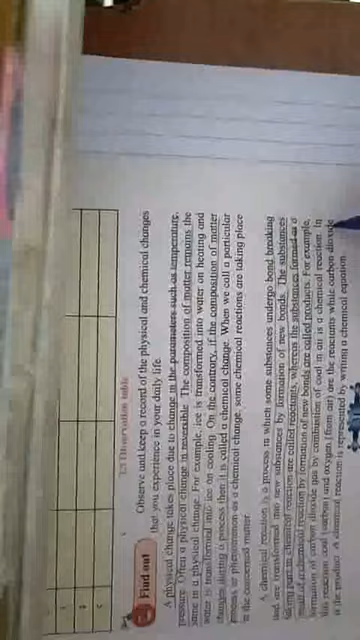 3.3 Observation table
Find out
Observe and keep a record of the physical and chemical changes
that you experience in your daily life.
A physical change takes place due to change in the parameters such as temperature,
pressure. Often a physical change is reversible. The composition of matter remains the
same in a physical change. For example, ice is transformed into water on heating and
water is transformed into ice on cooling. On the contrary, if the composition of matter
changes during a process then it is called a chemical change. When we call a particular
process or phenomenon as a chemical change, some chemical reactions are taking place
in the concerned matter.
A chemical reaction is a process in which some substances undergo bond breaking
and are transformed into new substances by formation of new bonds. The substances
taking part in chemical reaction are called reactants, whereas the substances formed as a
result of a chemical reaction by formation of new bonds are called products. For example,
formation of carbon dioxide gas by combustion of coal in air is a chemical reaction. In
this reaction coal (carbon) and oxygen (from air) are the reactants while carbon dioxide
is the product. A chemical reaction is represented by writing a chemical equation